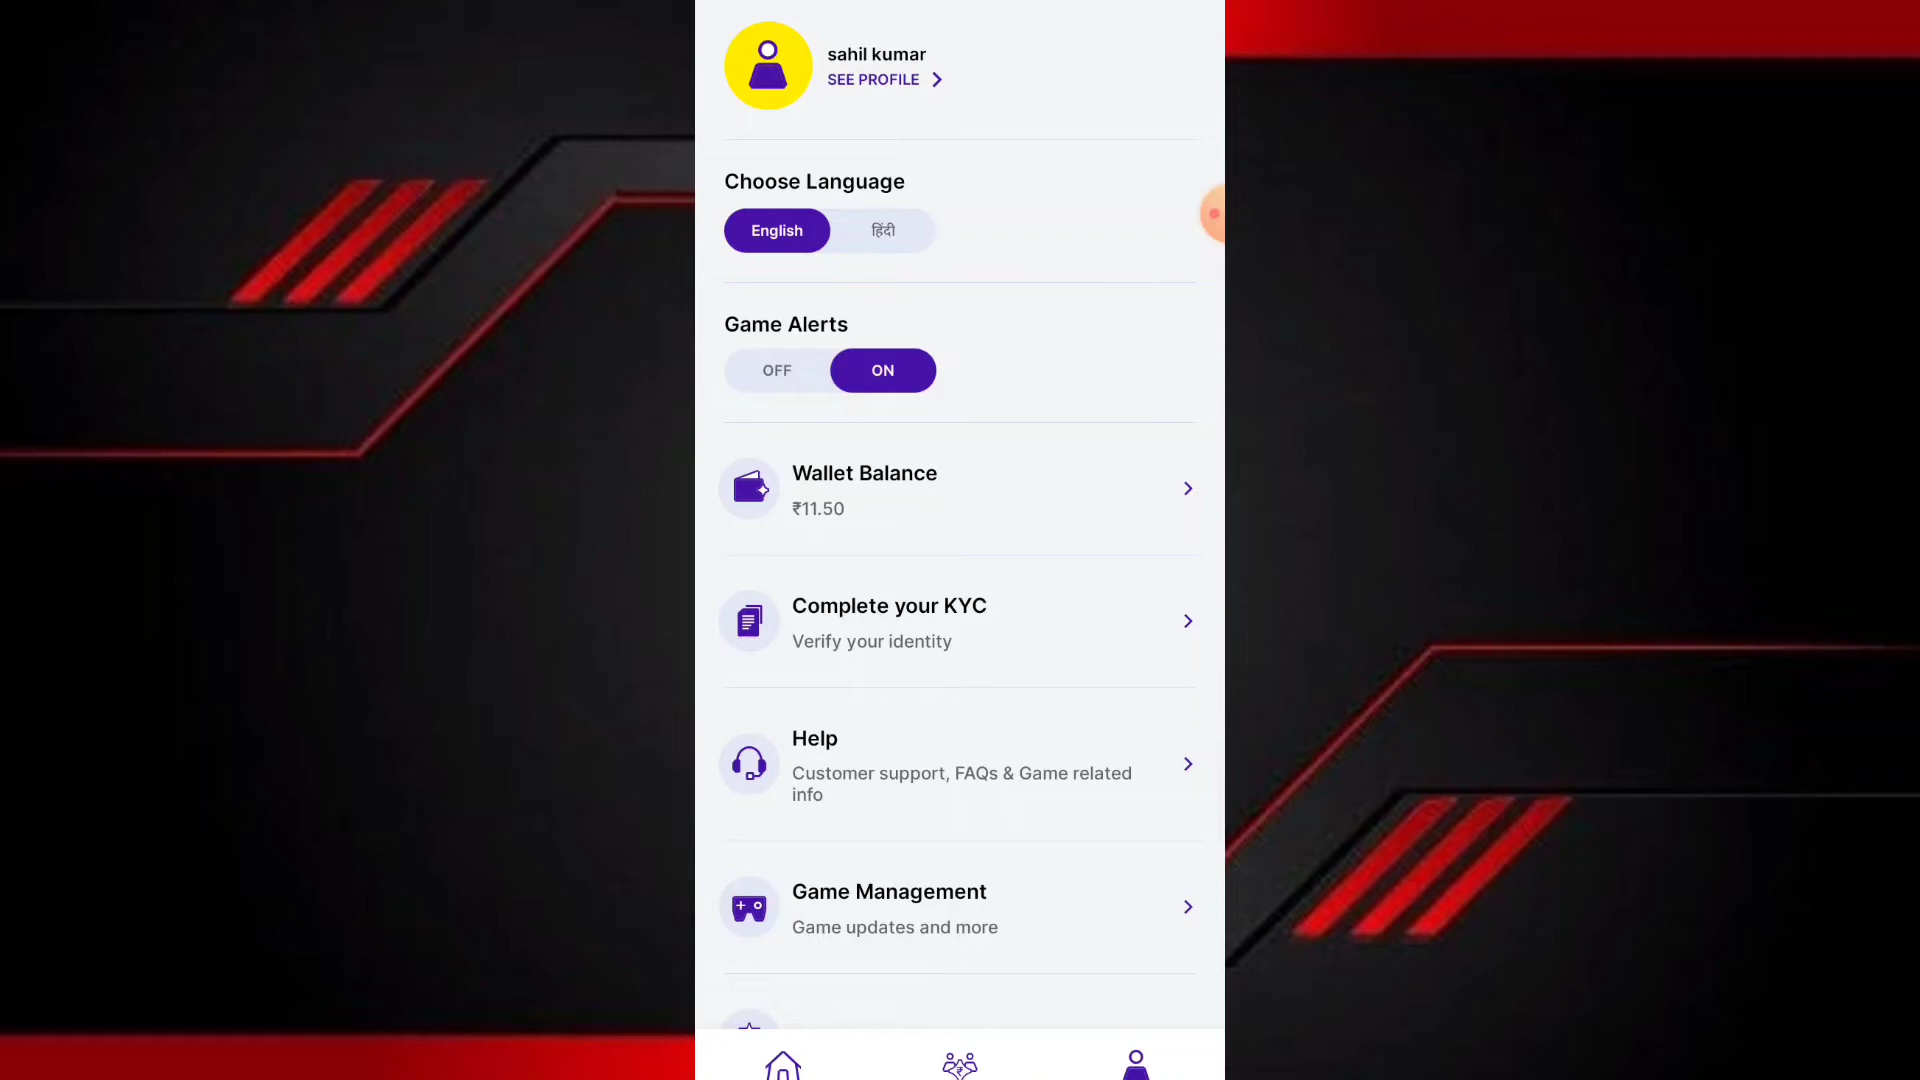 sahil kumar
SEE PROFILE
Choose Language
English हिंदी
Game Alerts
OFF ON
Wallet Balance
₹11.50
Complete your KYC
Verify your identity
Help
Customer support, FAQs & Game related
info
Game Management
Game updates and more